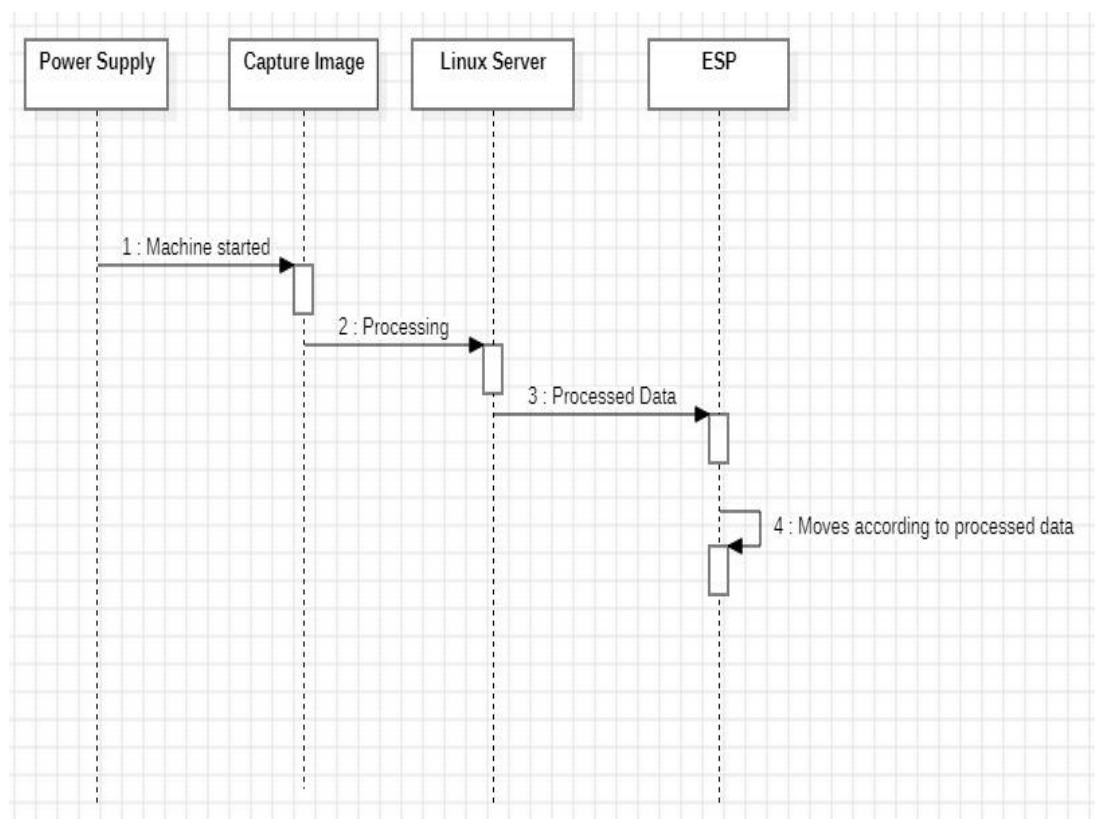 Power Supply
Capture Image
Linux Server
ESP
1 : Machine started
2 : Processing
3 : Processed Data
4 : Moves according to processed data